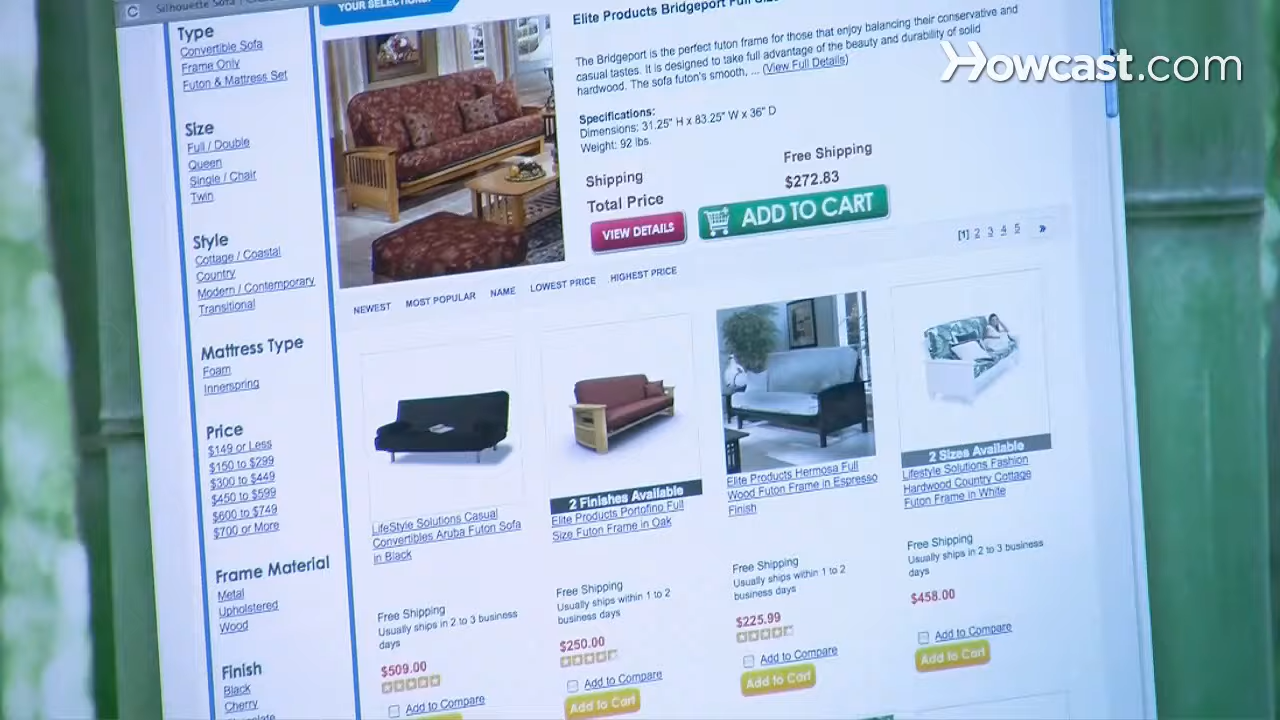 Silhouette Sofa
YOUR SELECTIONS:
Howcast.com
Type
Convertible Sofa
Frame Only
Futon & Mattress Set
Size
Full / Double
Queen
Single / Chair
Twin
Style
Cottage / Coastal
Country
Modern / Contemporary
Transitional
Mattress Type
Foam
Innerspring
Price
$149 or Less
$150 to $299
$300 to $449
$450 to $599
$600 to $749
$700 or More
Frame Material
Metal
Upholstered
Wood
Finish
Black
Cherry
Elite Products Bridgeport Full Size
The Bridgeport is the perfect futon frame for those that enjoy balancing their conservative and
casual tastes. It is designed to take full advantage of the beauty and durability of solid
hardwood. The sofa futon's smooth, ... (View Full Details)
Specifications:
Dimensions: 31.25" H x 83.25" W x 36" D
Weight: 92 lbs.
Shipping Free Shipping
Total Price $272.83
VIEW DETAILS ADD TO CART
[1] 2 3 4 5 »
NEWEST MOST POPULAR NAME LOWEST PRICE HIGHEST PRICE
LifeStyle Solutions Casual
Convertibles Aruba Futon Sofa
in Black
Free Shipping
Usually ships in 2 to 3 business
days
$509.00
Add to Compare
2 Finishes Available
Elite Products Portofino Full
Size Futon Frame in Oak
Free Shipping
Usually ships within 1 to 2
business days
$250.00
Add to Compare
Add to Cart
Elite Products Hermosa Full
Wood Futon Frame in Espresso
Finish
Free Shipping
Usually ships within 1 to 2
business days
$225.99
Add to Compare
Add to Cart
2 Sizes Available
Lifestyle Solutions Fashion
Hardwood Country Cottage
Futon Frame in White
Free Shipping
Usually ships in 2 to 3 business
days
$458.00
Add to Compare
Add to Cart